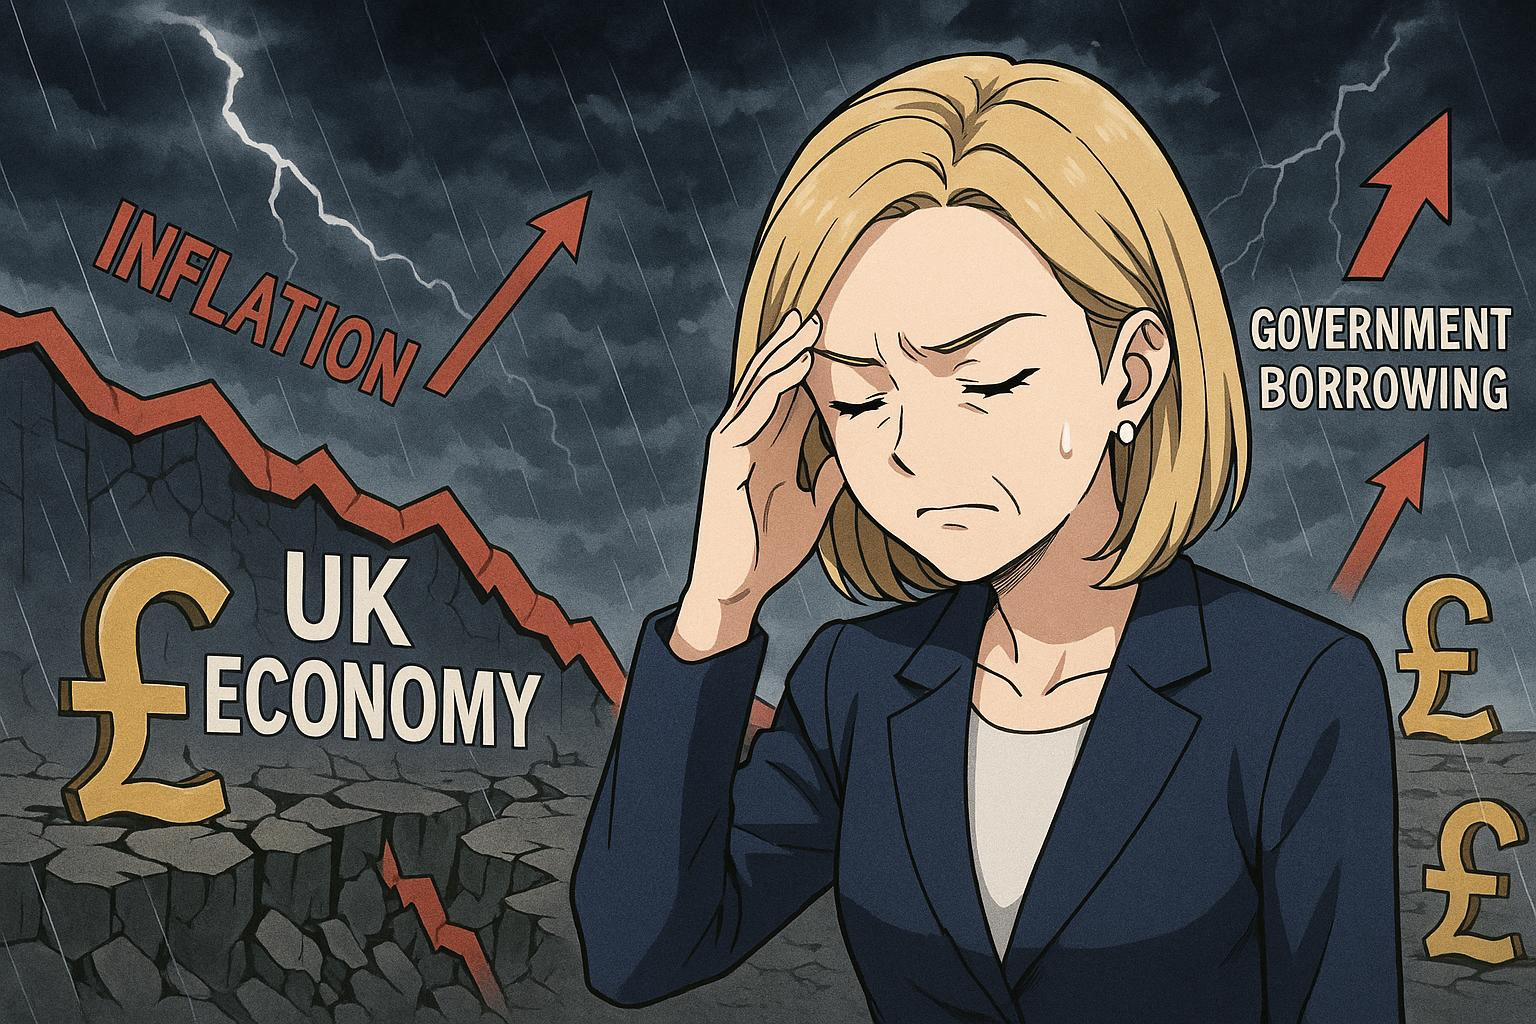 INFLATION
GOVERNMENT
BORROWING
£
UK
ECONOMY
£
£